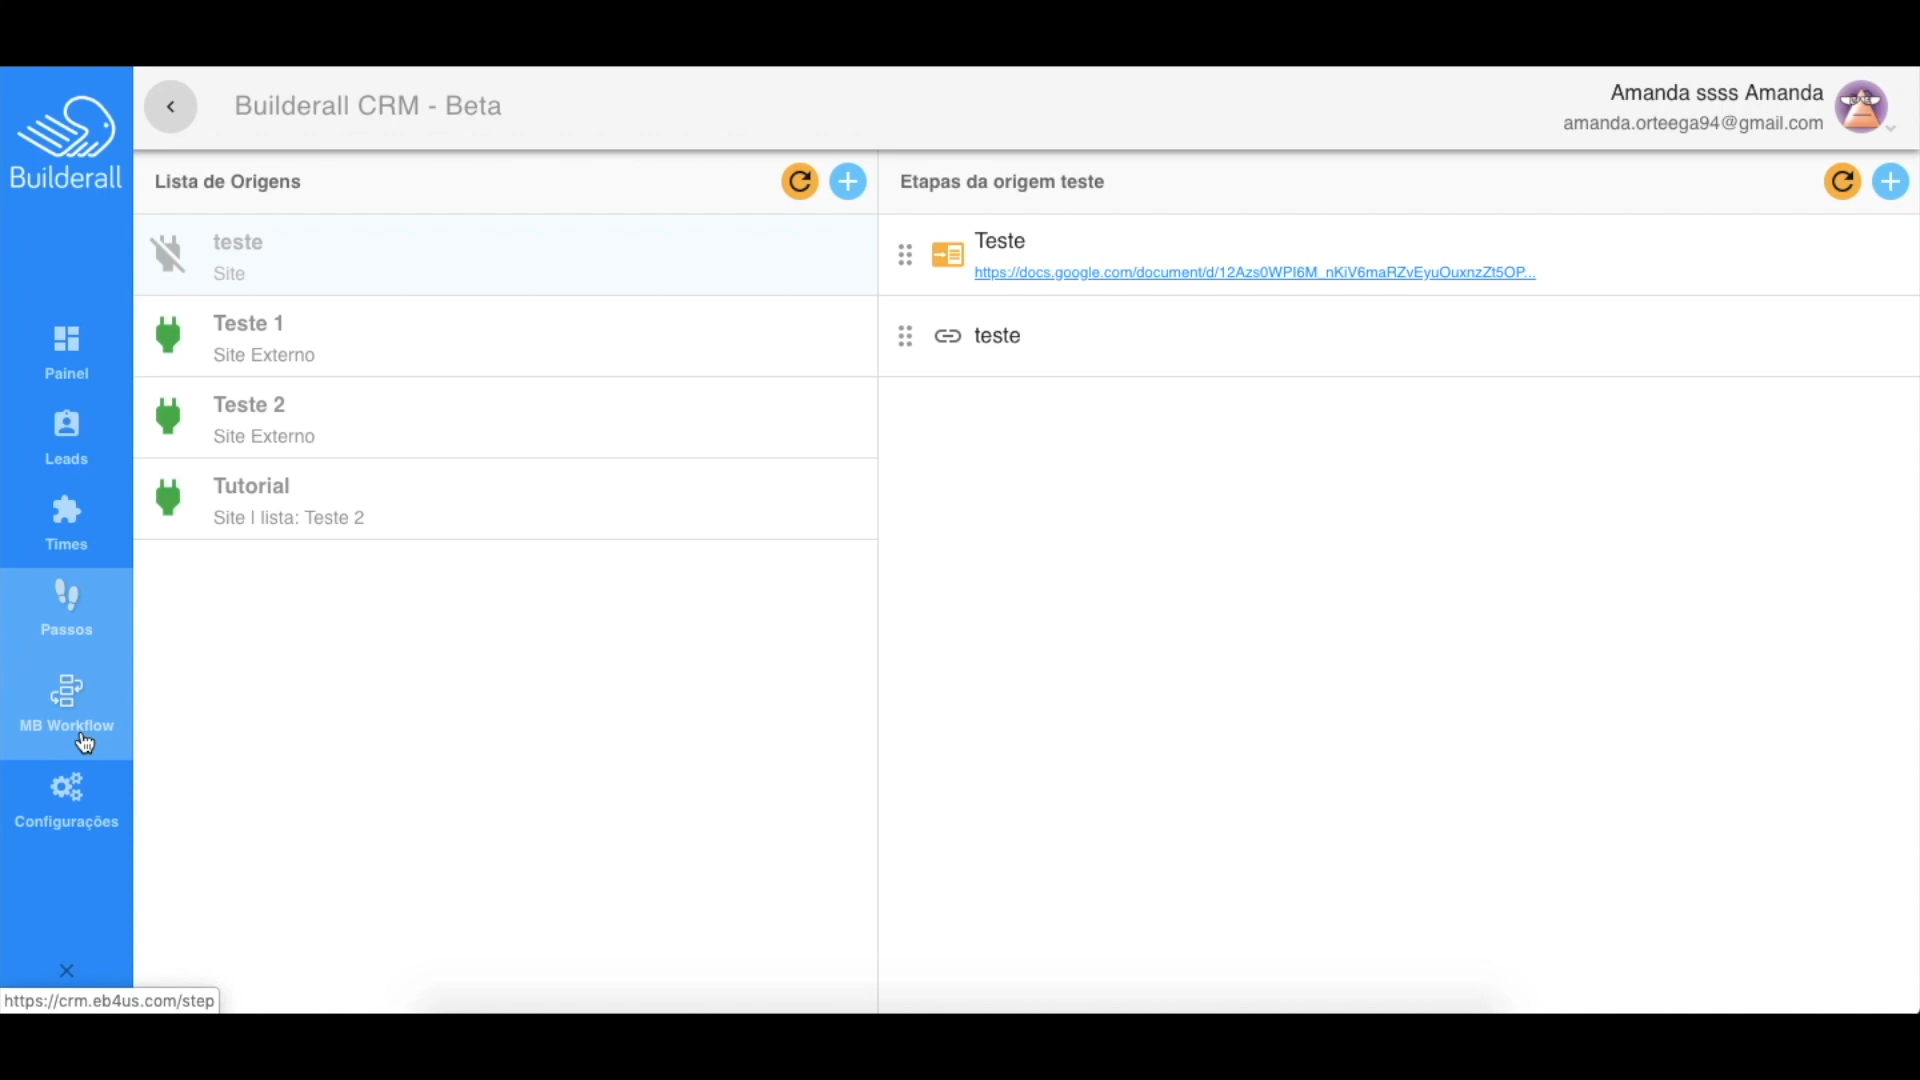 Builderall
Builderall CRM - Beta
Amanda ssss Amanda
amanda.orteega94@gmail.com
Lista de Origens
Etapas da origem teste
teste
Site
Teste
https://docs.google.com/document/d/12Azs0WPI6M_nKiV6maRZvEyuOuxnzZt5OP...
Teste 1
Site Externo
teste
Teste 2
Site Externo
Tutorial
Site | lista: Teste 2
Painel
Leads
Times
Passos
MB Workflow
Configurações
https://crm.eb4us.com/step